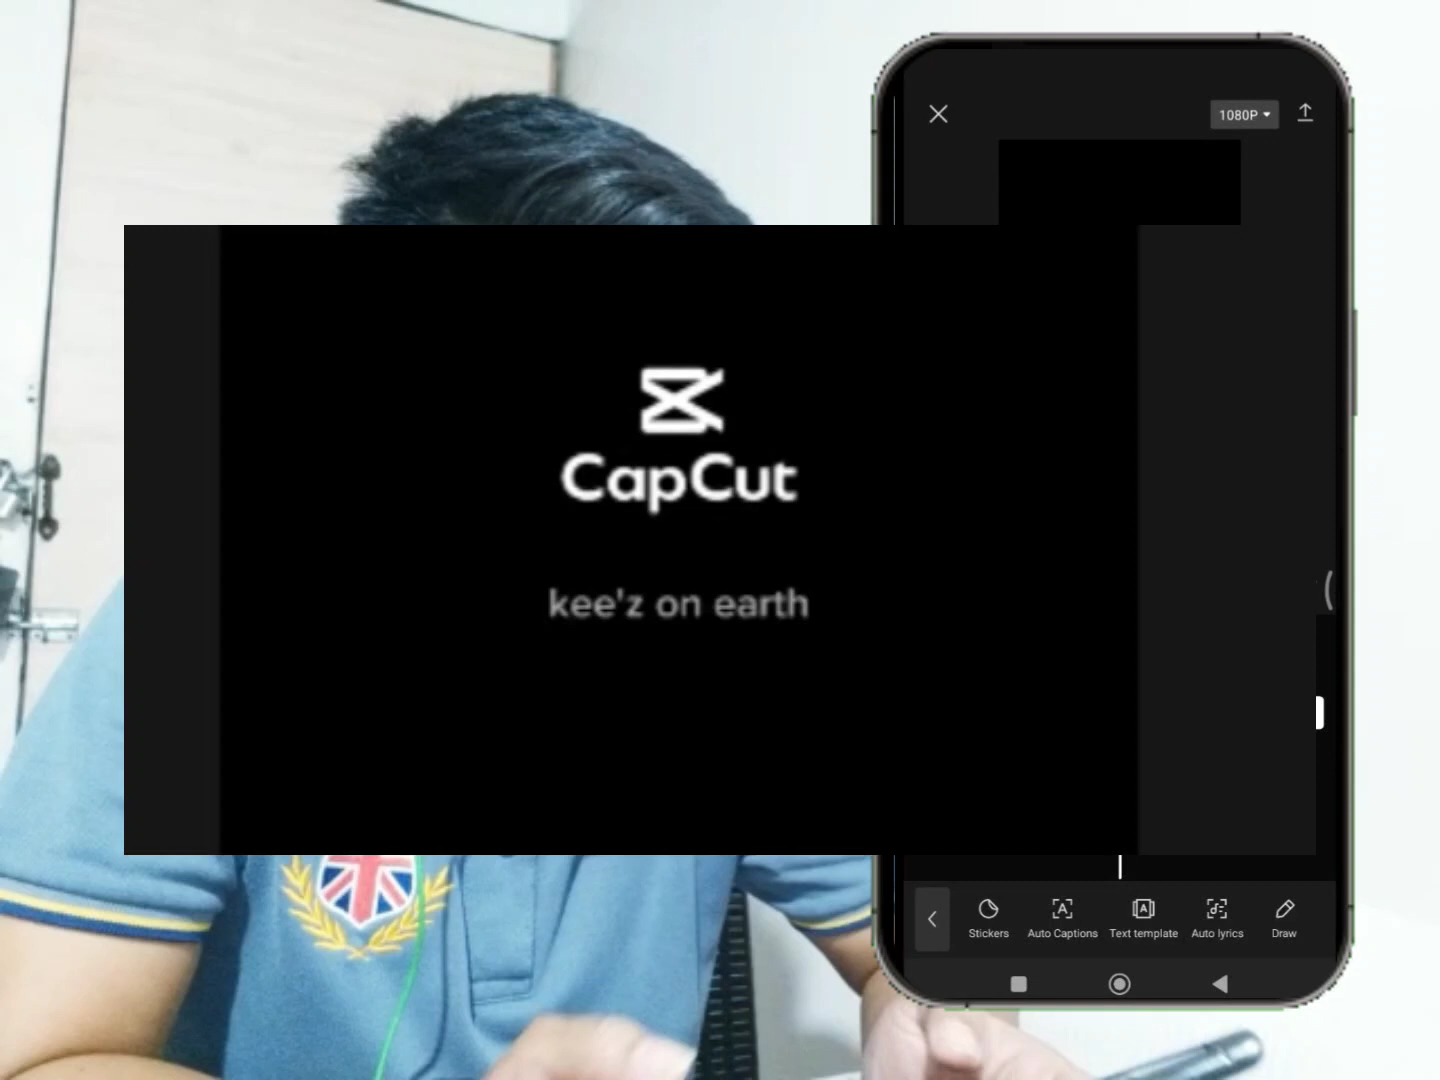 1080P
CapCut
kee'z on earth
Stickers
Auto Captions
Text template
Auto lyrics
Draw